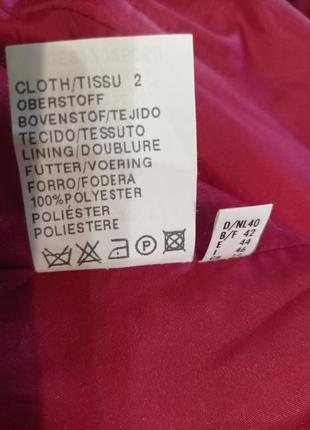 CLOTH/TISSU 2
OBERSTOFF
BOVENSTOF/TEJIDO
TECIDO/TESSUTO
LINING/DOUBLURE
FUTTER/VOERING
FORRO/FODERA
100%POLYESTER
POLIÉSTER
POLIESTERE
P
D/NL40
B/F 42
E 44
I 46